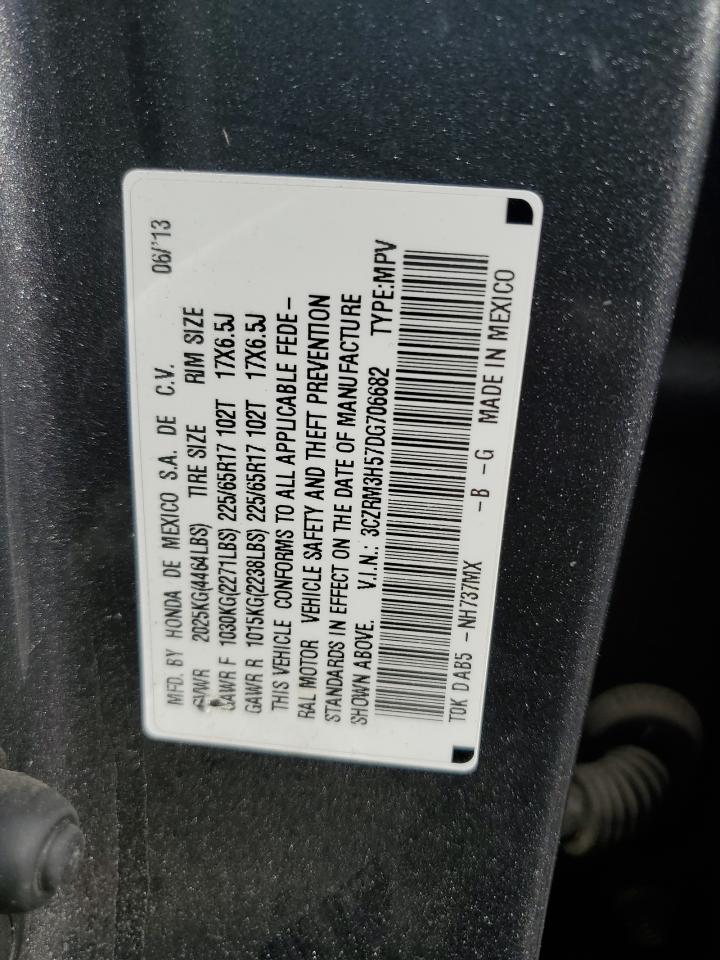 MFD. BY HONDA DE MEXICO S.A. DE C.V. 06/'13
GVWR 2025KG(4464LBS) TIRE SIZE RIM SIZE
GAWR F 1030KG(2271LBS) 225/65R17 102T 17X6.5J
GAWR R 1015KG(2238LBS) 225/65R17 102T 17X6.5J
THIS VEHICLE CONFORMS TO ALL APPLICABLE FEDE-
RAL MOTOR VEHICLE SAFETY AND THEFT PREVENTION
STANDARDS IN EFFECT ON THE DATE OF MANUFACTURE
SHOWN ABOVE. V.I.N.: 3CZRM3H57DG706682 TYPE:MPV
T0K D AB5 -NH737MX -B -G MADE IN MEXICO